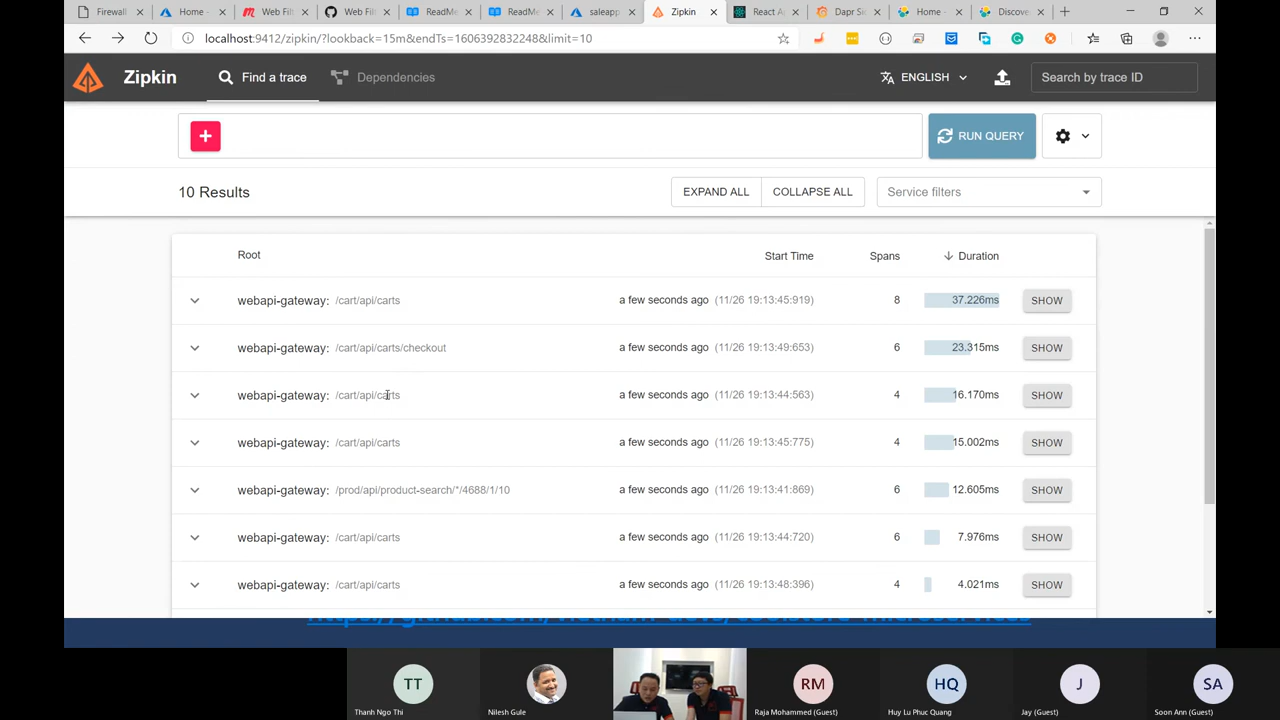 Firewall
Home -
Web Filt
Web Filt
ReadMe
ReadMe
saleapp
Zipkin
React A
Dapr Si
Home -
Discove
localhost:9412/zipkin/?lookback=15m&endTs=1606392832248&limit=10
Zipkin
Find a trace
Dependencies
ENGLISH
Search by trace ID
+
RUN QUERY
10 Results
EXPAND ALL
COLLAPSE ALL
Service filters
Root Start Time Spans Duration
webapi-gateway: /cart/api/carts a few seconds ago (11/26 19:13:45:919) 8 37.226ms SHOW
webapi-gateway: /cart/api/carts/checkout a few seconds ago (11/26 19:13:49:653) 6 23.315ms SHOW
webapi-gateway: /cart/api/carts a few seconds ago (11/26 19:13:44:563) 4 16.170ms SHOW
webapi-gateway: /cart/api/carts a few seconds ago (11/26 19:13:45:775) 4 15.002ms SHOW
webapi-gateway: /prod/api/product-search/*/4688/1/10 a few seconds ago (11/26 19:13:41:869) 6 12.605ms SHOW
webapi-gateway: /cart/api/carts a few seconds ago (11/26 19:13:44:720) 6 7.976ms SHOW
webapi-gateway: /cart/api/carts a few seconds ago (11/26 19:13:48:396) 4 4.021ms SHOW
TT
RM
HQ
J
SA
Thanh Ngo Thi
Nilesh Gule
Raja Mohammed (Guest)
Huy Lu Phuc Quang
Jay (Guest)
Soon Ann (Guest)